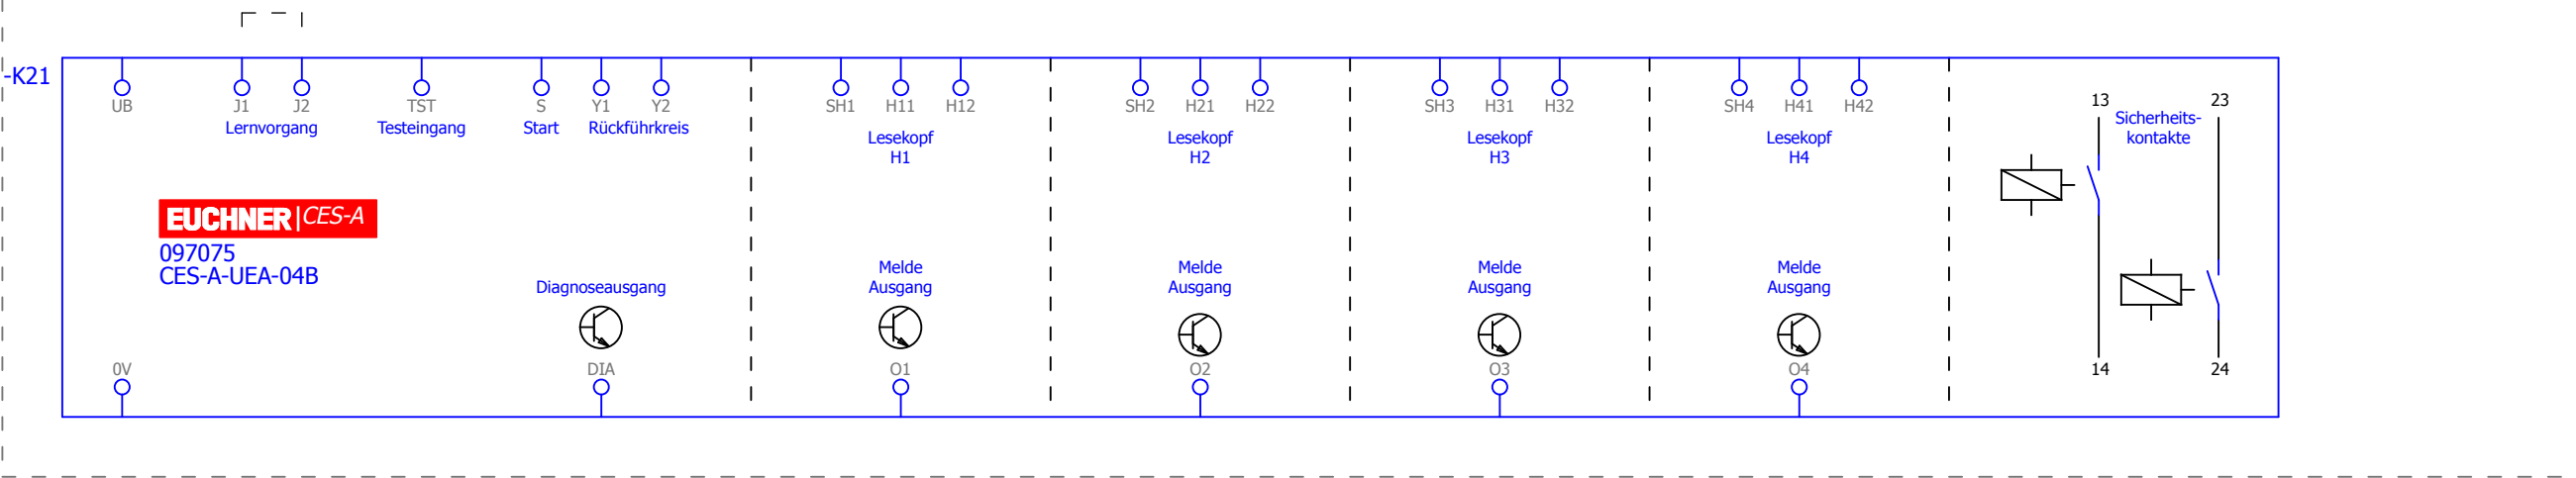 -K21
UB J1 J2 TST S Y1 Y2 SH1 H11 H12 SH2 H21 H22 SH3 H31 H32 SH4 H41 H42
13 23
Lernvorgang Testeingang Start Rückführkreis
Sicherheits-
kontakte
Lesekopf
H1
Lesekopf
H2
Lesekopf
H3
Lesekopf
H4
EUCHNER CES-A
097075
CES-A-UEA-04B
Diagnoseausgang
Melde
Ausgang
Melde
Ausgang
Melde
Ausgang
Melde
Ausgang
0V DIA O1 O2 O3 O4 14 24